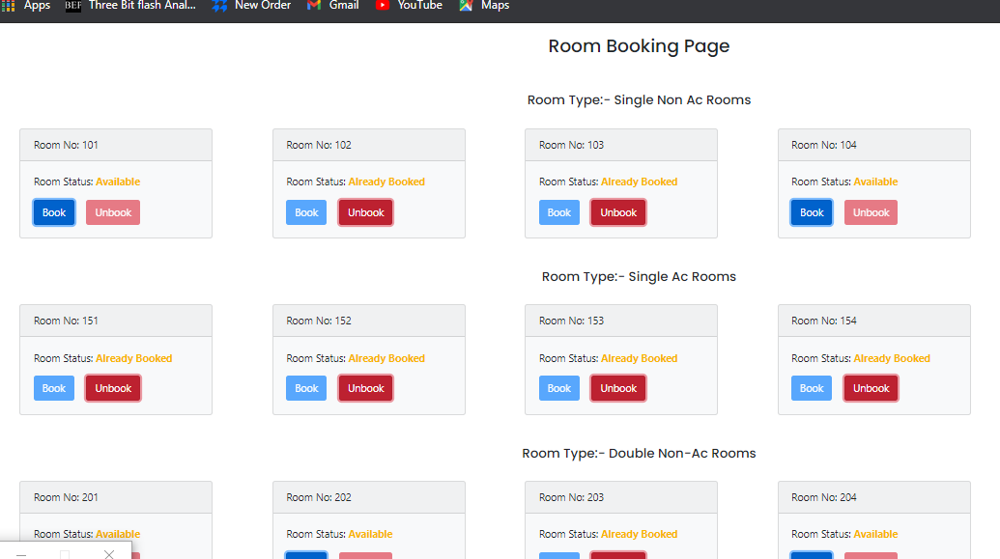 Apps BEF Three Bit flash Anal... New Order Gmail YouTube Maps
Room Booking Page
Room Type:- Single Non Ac Rooms
Room No: 101 Room No: 102 Room No: 103 Room No: 104
Room Status: Available Room Status: Already Booked Room Status: Already Booked Room Status: Available
Book Unbook Book Unbook Book Unbook Book Unbook
Room Type:- Single Ac Rooms
Room No: 151 Room No: 152 Room No: 153 Room No: 154
Room Status: Already Booked Room Status: Already Booked Room Status: Already Booked Room Status: Already Booked
Book Unbook Book Unbook Book Unbook Book Unbook
Room Type:- Double Non-Ac Rooms
Room No: 201 Room No: 202 Room No: 203 Room No: 204
Room Status: Available Room Status: Available Room Status: Already Booked Room Status: Available